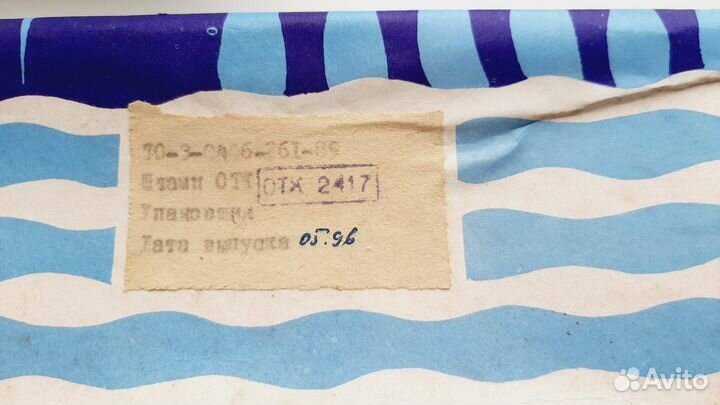 Штамп ОТК ОТК 2417
Упаковщик
Дата выпуска 05.96
Avito